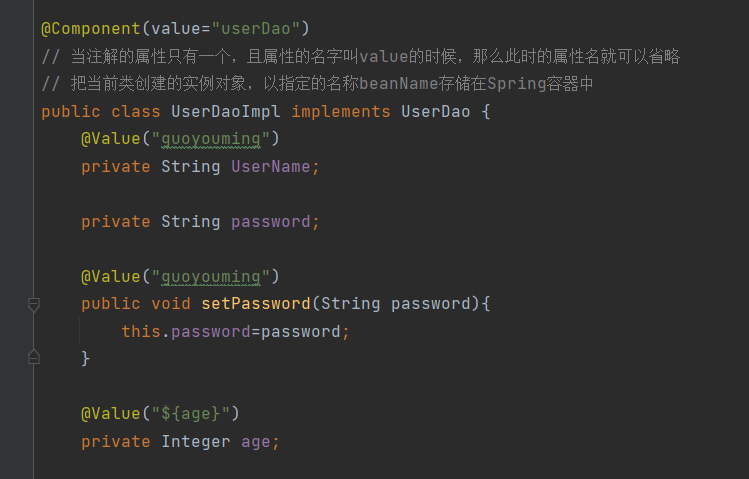 @Component(value="userDao")
// 当注解的属性只有一个，且属性的名字叫value的时候，那么此时的属性名就可以省略
// 把当前类创建的实例对象，以指定的名称beanName存储在Spring容器中
public class UserDaoImpl implements UserDao {
@Value("guoyouming")
private String UserName;
private String password;
@Value("guoyouming")
public void setPassword(String password){
this.password=password;
}
@Value("${age}")
private Integer age;